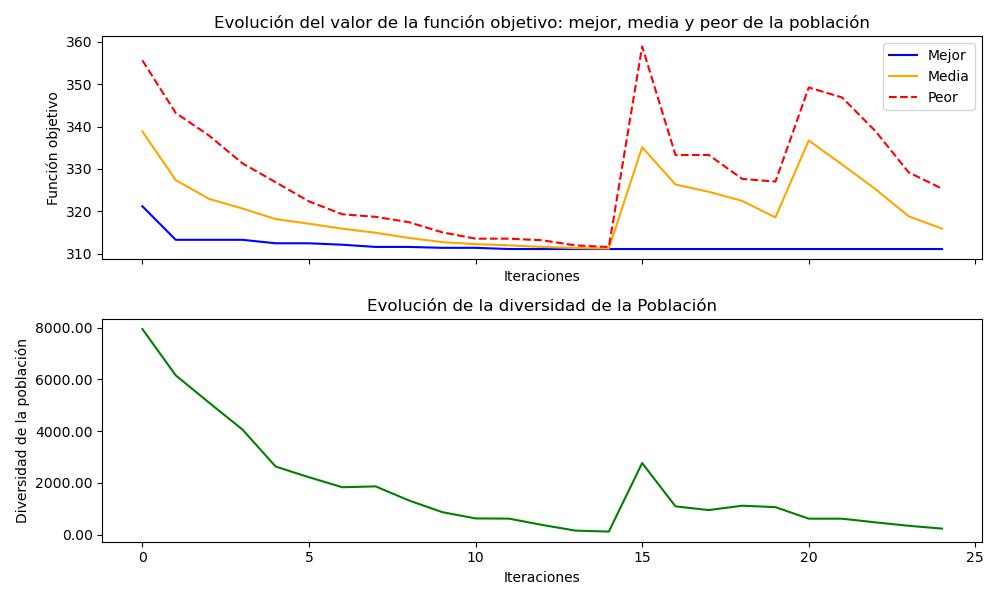 Evolución del valor de la función objetivo: mejor, media y peor de la población
360
350
340
330
320
310
Función objetivo
Mejor
Media
Peor
Iteraciones
Evolución de la diversidad de la Población
8000.00
6000.00
4000.00
2000.00
0.00
Diversidad de la población
0 5 10 15 20 25
Iteraciones